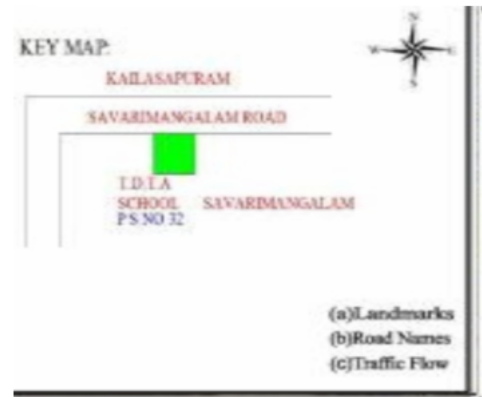 N
KEY MAP:
W E
S
KAILASAPURAM
SAVARIMANGALAM ROAD
T.D.T.A
SCHOOL SAVARIMANGALAM
P S NO 32
(a)Landmarks
(b)Road Names
(c)Traffic Flow